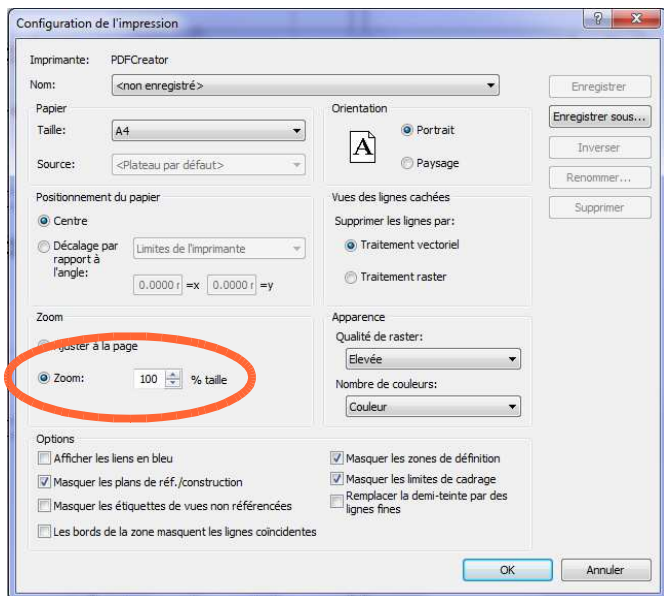 Configuration de l'impression
Imprimante: PDFCreator
Nom: <non enregistré>
Enregistrer
Papier
Taille: A4
Source: <Plateau par défaut>
Orientation
A
Portrait
Paysage
Enregistrer sous...
Inverser
Renommer...
Supprimer
Positionnement du papier
Centre
Décalage par
rapport à
l'angle:
Limites de l'imprimante
0.0000 r =x 0.0000 r =y
Vues des lignes cachées
Supprimer les lignes par:
Traitement vectoriel
Traitement raster
Zoom
Ajuster à la page
Zoom: 100 % taille
Apparence
Qualité de raster:
Elevée
Nombre de couleurs:
Couleur
Options
Afficher les liens en bleu
Masquer les plans de réf./construction
Masquer les étiquettes de vues non référencées
Les bords de la zone masquent les lignes coïncidentes
Masquer les zones de définition
Masquer les limites de cadrage
Remplacer la demi-teinte par des
lignes fines
OK Annuler